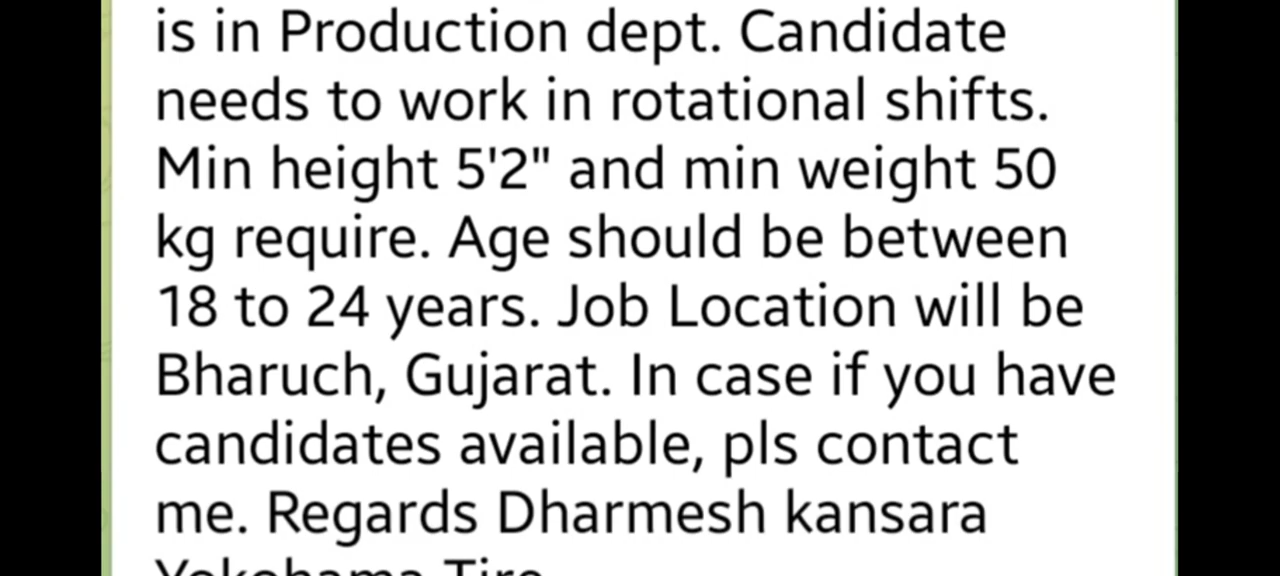 is in Production dept. Candidate
needs to work in rotational shifts.
Min height 5'2" and min weight 50
kg require. Age should be between
18 to 24 years. Job Location will be
Bharuch, Gujarat. In case if you have
candidates available, pls contact
me. Regards Dharmesh kansara
Yokohama Tire